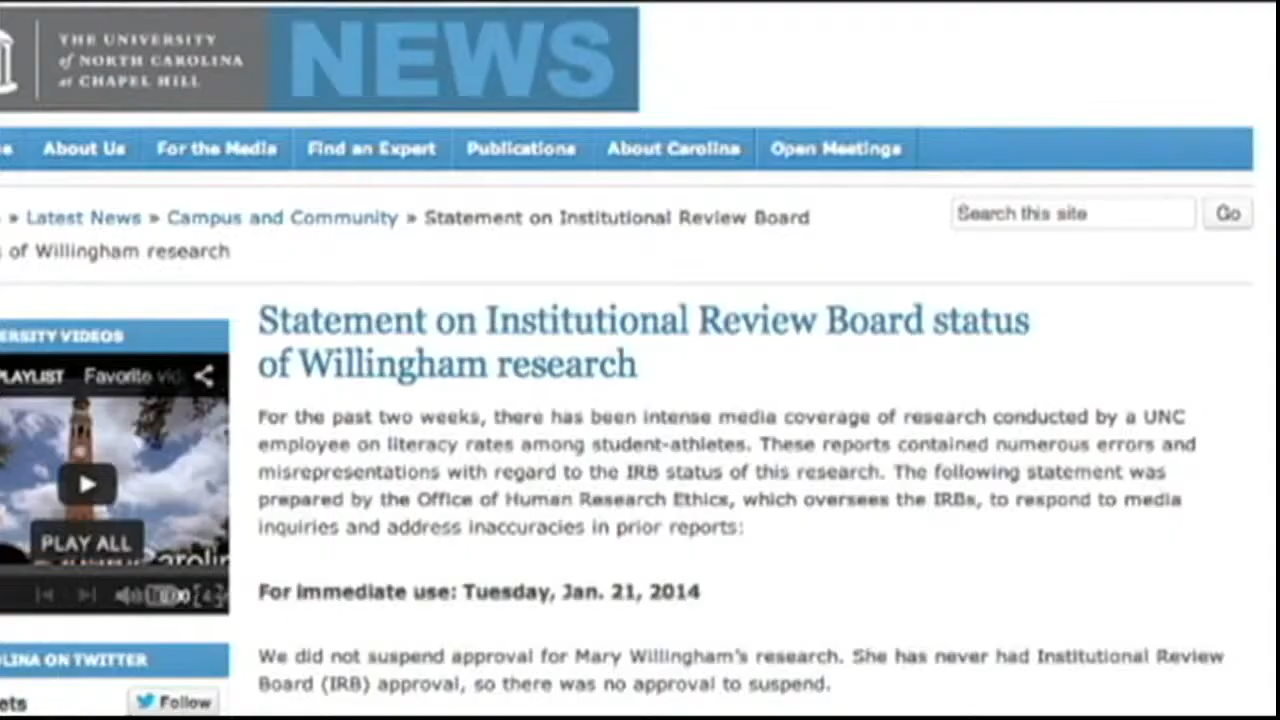 THE UNIVERSITY
of NORTH CAROLINA
at CHAPEL HILL
NEWS
About Us For the Media Find an Expert Publications About Carolina Open Meetings
» Latest News » Campus and Community » Statement on Institutional Review Board
of Willingham research
Search this site Go
Statement on Institutional Review Board status
of Willingham research
For the past two weeks, there has been intense media coverage of research conducted by a UNC
employee on literacy rates among student-athletes. These reports contained numerous errors and
misrepresentations with regard to the IRB status of this research. The following statement was
prepared by the Office of Human Research Ethics, which oversees the IRBs, to respond to media
inquiries and address inaccuracies in prior reports:
For immediate use: Tuesday, Jan. 21, 2014
We did not suspend approval for Mary Willingham's research. She has never had Institutional Review
Board (IRB) approval, so there was no approval to suspend.
ERSITY VIDEOS
PLAYLIST Favorite vid
PLAY ALL
Carolin
LINA ON TWITTER
ets Follow